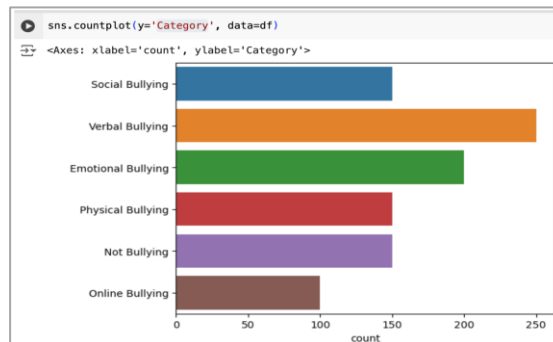 sns.countplot(y='Category', data=df)
<Axes: xlabel='count', ylabel='Category'>
Social Bullying
Verbal Bullying
Emotional Bullying
Physical Bullying
Not Bullying
Online Bullying
0 50 100 150 200 250
count